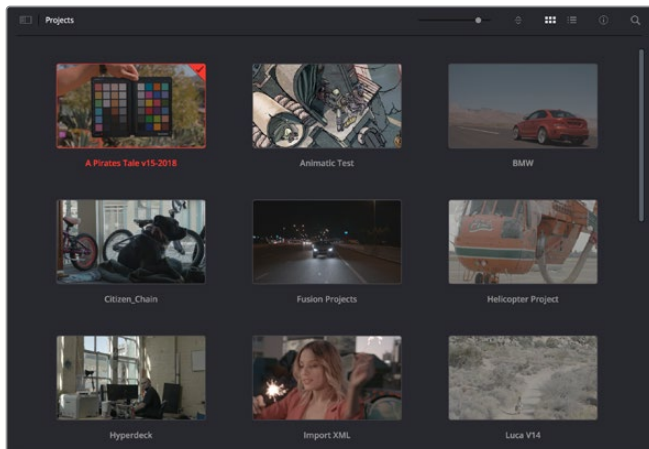 Projects
A Pirates Tale v15-2018
Animatic Test
BMW
Citizen_Chain
Fusion Projects
Helicopter Project
Hyperdeck
Import XML
Luca V14